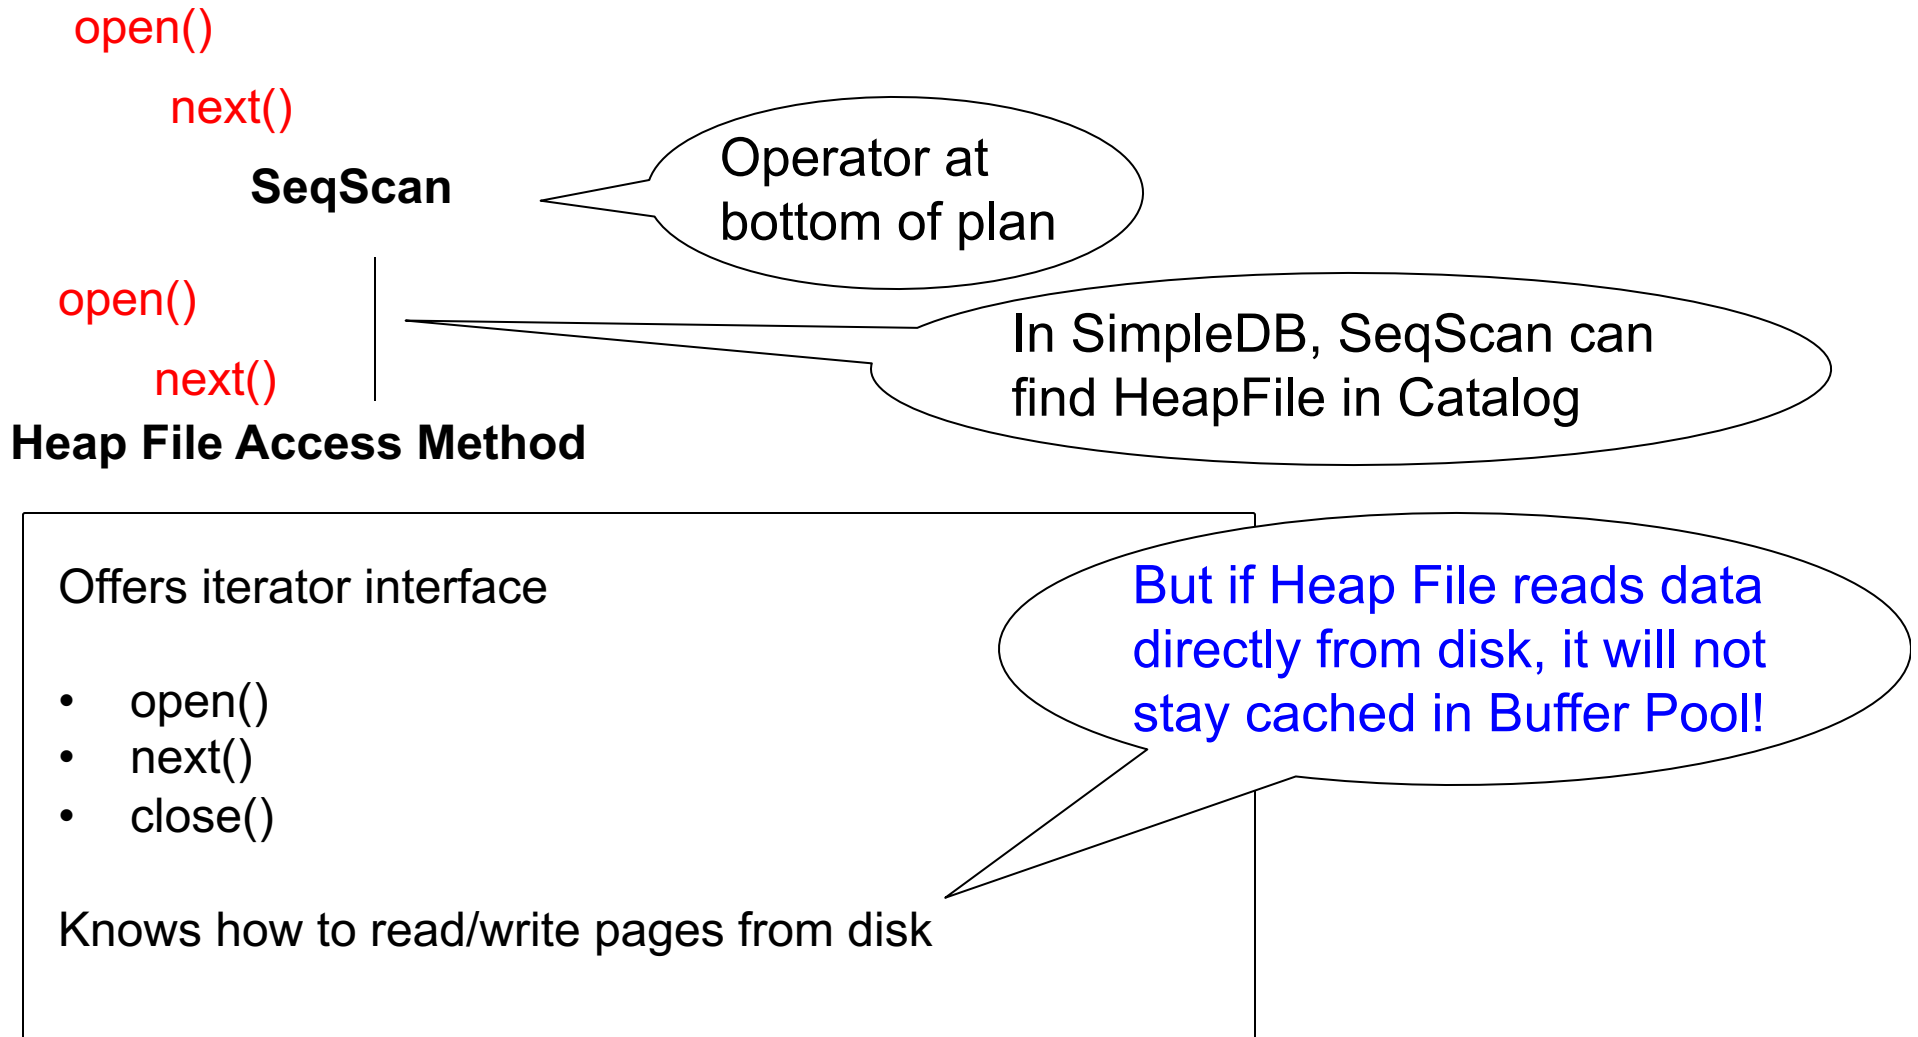 open()
next()
SeqScan
Operator at
bottom of plan
open()
next()
In SimpleDB, SeqScan can
find HeapFile in Catalog
Heap File Access Method
Offers iterator interface
• open()
• next()
• close()
Knows how to read/write pages from disk
But if Heap File reads data
directly from disk, it will not
stay cached in Buffer Pool!